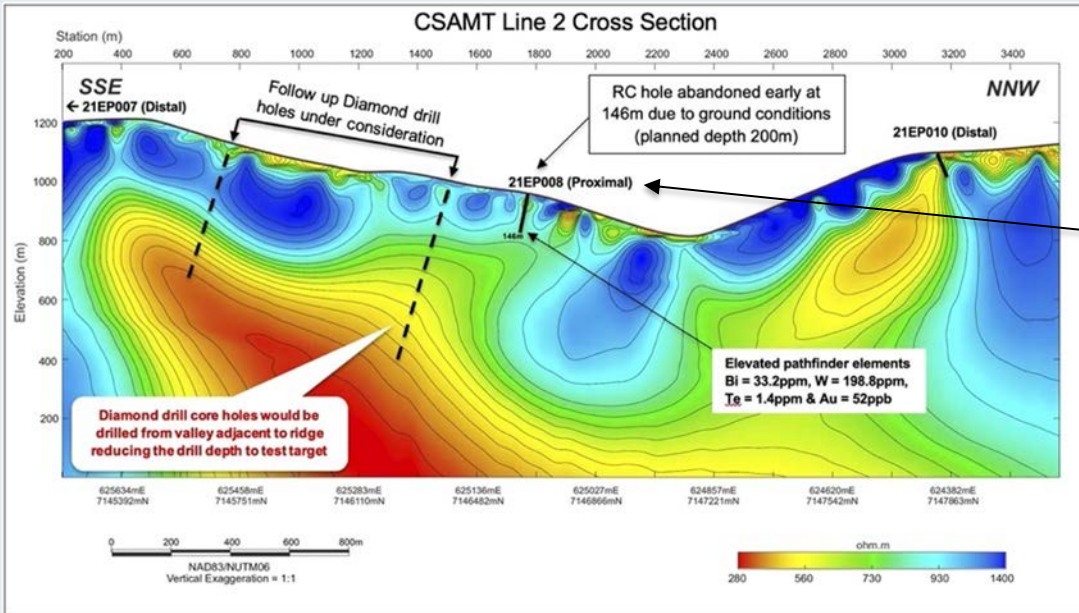 CSAMT Line 2 Cross Section
Station (m)
200 400 600 800 1000 1200 1400 1600 1800 2000 2200 2400 2600 2800 3000 3200 3400
SSE
NNW
← 21EP007 (Distal)
Follow up Diamond drill
holes under consideration
RC hole abandoned early at
146m due to ground conditions
(planned depth 200m)
21EP010 (Distal)
21EP008 (Proximal)
146m
Elevation (m)
1200
1000
800
600
400
200
Elevated pathfinder elements
Bi = 33.2ppm, W = 198.8ppm,
Te = 1.4ppm & Au = 52ppb
Diamond drill core holes would be
drilled from valley adjacent to ridge
reducing the drill depth to test target
625634mE 625458mE 625283mE 625136mE 625027mE 624857mE 624620mE 624382mE
7145392mN 7145751mN 7146110mN 7146482mN 7146866mN 7147221mN 7147542mN 7147863mN
0 200 400 600 800m
NAD83/NUTM06
Vertical Exaggeration = 1:1
ohm.m
280 560 730 930 1400